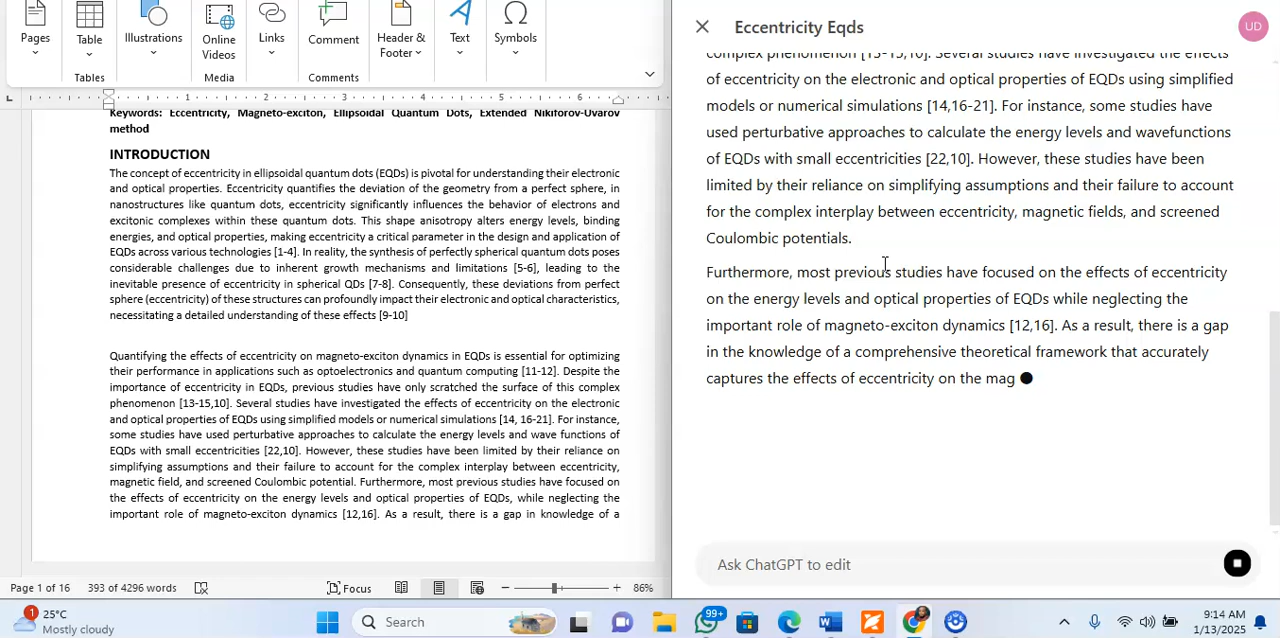 Pages
Table
Illustrations
Online
Videos
Links
Comment
Header &
Footer
Text
Symbols
Tables
Media
Comments
1
2
3
4
5
6
Keywords: Eccentricity, Magneto-exciton, Ellipsoidal Quantum Dots, Extended Nikiforov-Uvarov
method
INTRODUCTION
The concept of eccentricity in ellipsoidal quantum dots (EQDs) is pivotal for understanding their electronic
and optical properties. Eccentricity quantifies the deviation of the geometry from a perfect sphere, in
nanostructures like quantum dots, eccentricity significantly influences the behavior of electrons and
excitonic complexes within these quantum dots. This shape anisotropy alters energy levels, binding
energies, and optical properties, making eccentricity a critical parameter in the design and application of
EQDs across various technologies [1-4]. In reality, the synthesis of perfectly spherical quantum dots poses
considerable challenges due to inherent growth mechanisms and limitations [5-6], leading to the
inevitable presence of eccentricity in spherical QDs [7-8]. Consequently, these deviations from perfect
sphere (eccentricity) of these structures can profoundly impact their electronic and optical characteristics,
necessitating a detailed understanding of these effects [9-10]
Quantifying the effects of eccentricity on magneto-exciton dynamics in EQDs is essential for optimizing
their performance in applications such as optoelectronics and quantum computing [11-12]. Despite the
importance of eccentricity in EQDs, previous studies have only scratched the surface of this complex
phenomenon [13-15,10]. Several studies have investigated the effects of eccentricity on the electronic
and optical properties of EQDs using simplified models or numerical simulations [14, 16-21]. For instance,
some studies have used perturbative approaches to calculate the energy levels and wave functions of
EQDs with small eccentricities [22,10]. However, these studies have been limited by their reliance on
simplifying assumptions and their failure to account for the complex interplay between eccentricity,
magnetic field, and screened Coulombic potential. Furthermore, most previous studies have focused on
the effects of eccentricity on the energy levels and optical properties of EQDs, while neglecting the
important role of magneto-exciton dynamics [12,16]. As a result, there is a gap in knowledge of a
Page 1 of 16
393 of 4296 words
Focus
86%
Eccentricity Eqds
UD
complex phenomenon [13-15,10]. Several studies have investigated the effects
of eccentricity on the electronic and optical properties of EQDs using simplified
models or numerical simulations [14,16-21]. For instance, some studies have
used perturbative approaches to calculate the energy levels and wavefunctions
of EQDs with small eccentricities [22,10]. However, these studies have been
limited by their reliance on simplifying assumptions and their failure to account
for the complex interplay between eccentricity, magnetic fields, and screened
Coulombic potentials.
Furthermore, most previous studies have focused on the effects of eccentricity
on the energy levels and optical properties of EQDs while neglecting the
important role of magneto-exciton dynamics [12,16]. As a result, there is a gap
in the knowledge of a comprehensive theoretical framework that accurately
captures the effects of eccentricity on the mag
Ask ChatGPT to edit
1
25°C
Mostly cloudy
Search
99+
9:14 AM
1/13/2025